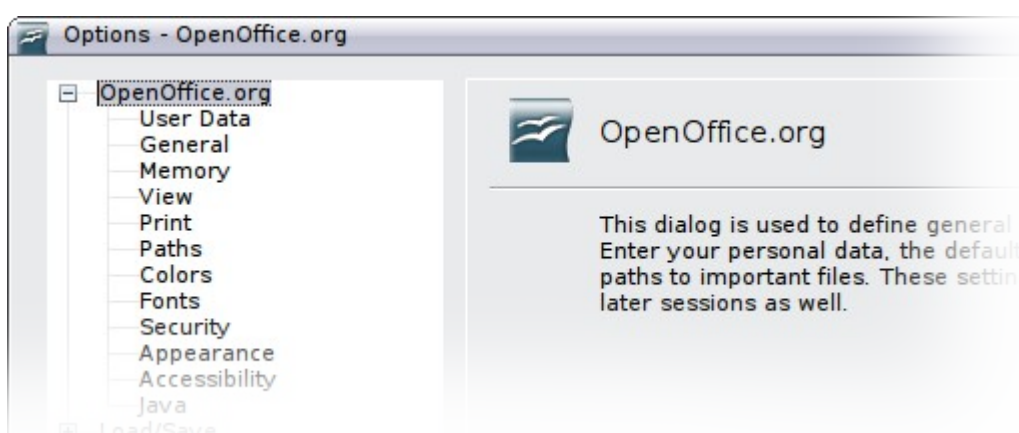 Options - OpenOffice.org
OpenOffice.org
User Data
General
Memory
View
Print
Paths
Colors
Fonts
Security
Appearance
Accessibility
Java
Load/Save
OpenOffice.org
This dialog is used to define general
Enter your personal data, the default
paths to important files. These settin
later sessions as well.